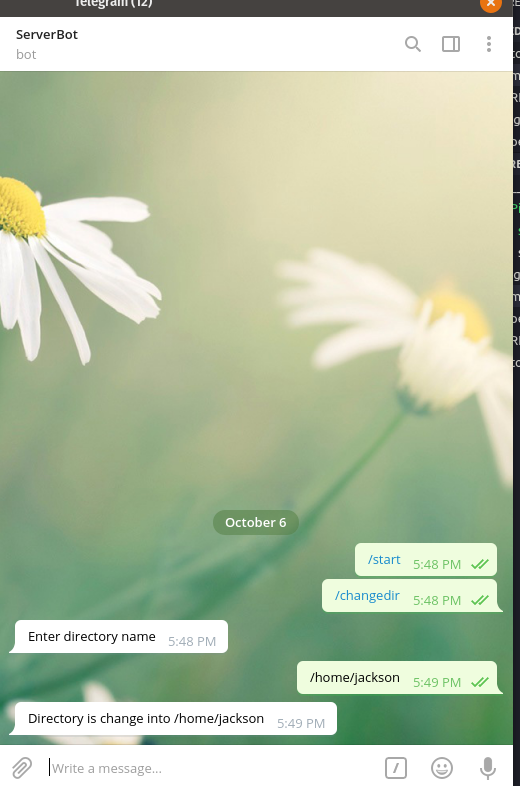 Telegram (12)
ServerBot
bot
October 6
/start 5:48 PM
/changedir 5:48 PM
Enter directory name 5:48 PM
/home/jackson 5:49 PM
Directory is change into /home/jackson 5:49 PM
Write a message...